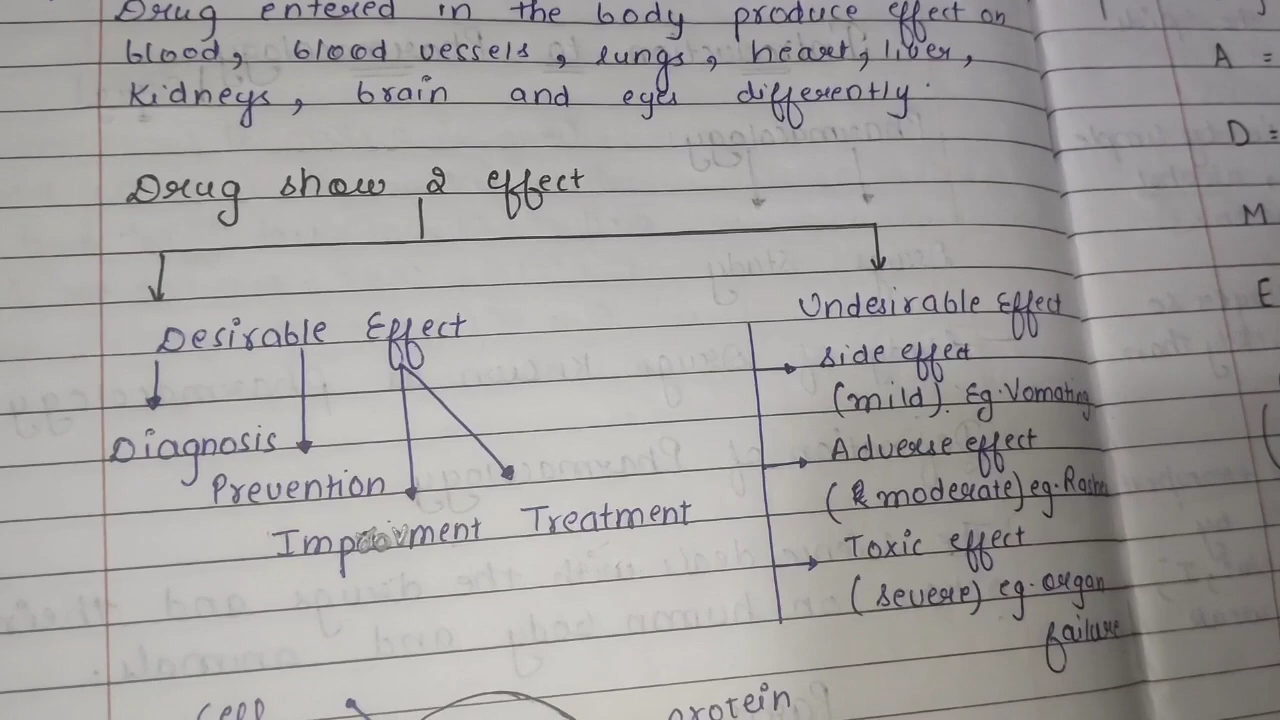 Drug entered in the body produce effect on
blood, blood vessels, lungs, heart, liver,
Kidneys, brain and eyes differently.
Drug show 2 effect
Desirable Effect
Diagnosis
Prevention
Treatment
Undesirable Effect
side effect
(mild). Eg. Vomating
Adverse effect
(moderate) eg.
Toxic effect
(severe) eg. organ
failure
protein
A =
D =
M
E